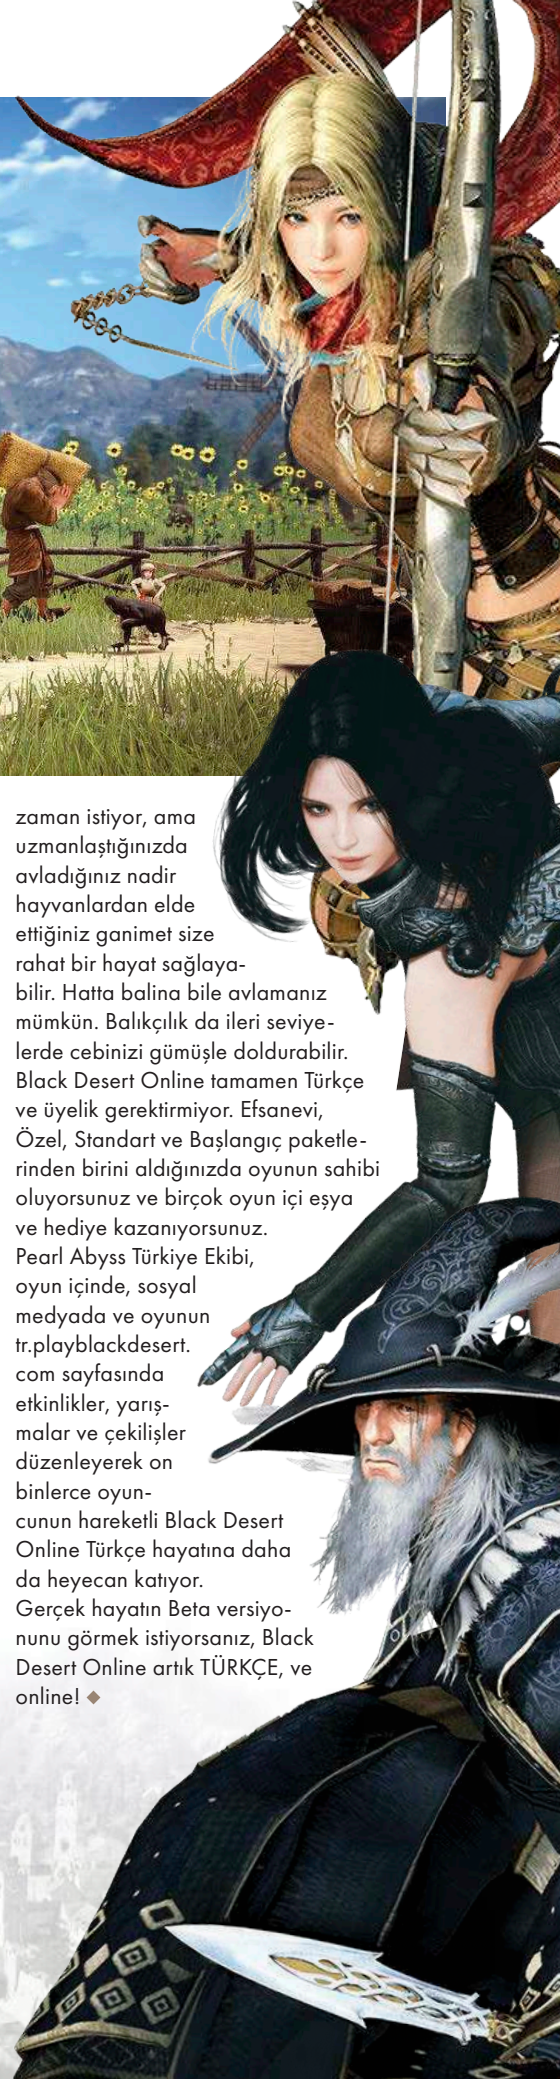 zaman istiyor, ama
uzmanlaştığınızda
avladığınız nadir
hayvanlardan elde
ettiğiniz ganimet size
rahat bir hayat sağlaya-
bilir. Hatta balina bile avlamanız
mümkün. Balıkçılık da ileri seviye-
lerde cebinizi gümüşle doldurabilir.
Black Desert Online tamamen Türkçe
ve üyelik gerektirmiyor. Efsanevi,
Özel, Standart ve Başlangıç paketle-
rinden birini aldığınızda oyunun sahibi
oluyorsunuz ve birçok oyun içi eşya
ve hediye kazanıyorsunuz.
Pearl Abyss Türkiye Ekibi,
oyun içinde, sosyal
medyada ve oyunun
tr.playblackdesert.
com sayfasında
etkinlikler, yarış-
malar ve çekilişler
düzenleyerek on
binlerce oyun-
cunun hareketli Black Desert
Online Türkçe hayatına daha
da heyecan katıyor.
Gerçek hayatın Beta versiyo-
nunu görmek istiyorsanız, Black
Desert Online artık TÜRKÇE, ve
online! ◆